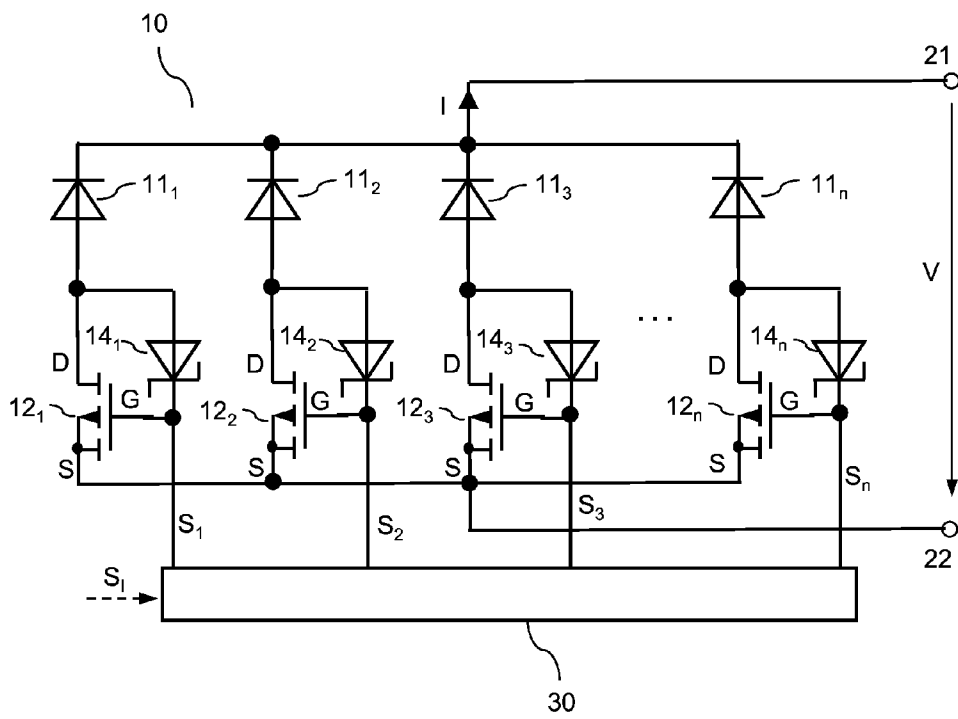 10
21
I
11₁
11₂
11₃
11ₙ
V
14₁
14₂
14₃
. . .
14ₙ
D
D
D
D
12₁
G
12₂
G
12₃
G
12ₙ
G
S
S
S
S
S₁
S₂
S₃
Sₙ
22
S_I
30